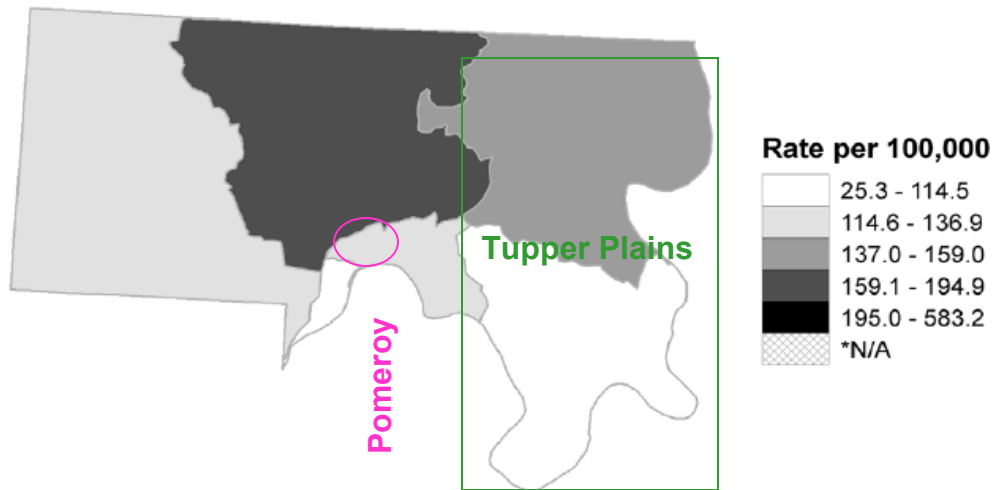 Tupper Plains
Pomeroy
Rate per 100,000
25.3 - 114.5
114.6 - 136.9
137.0 - 159.0
159.1 - 194.9
195.0 - 583.2
*N/A